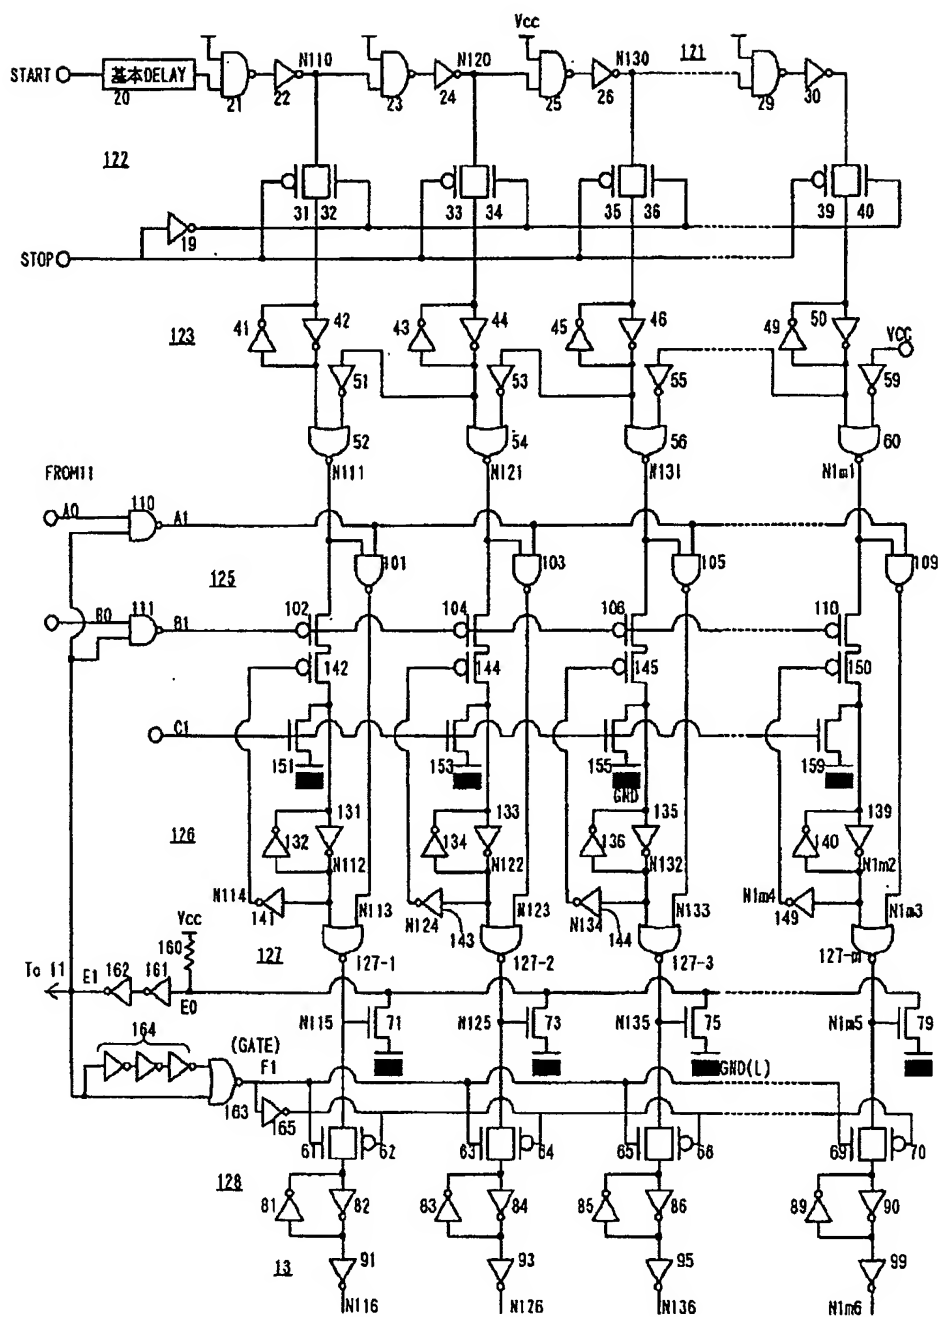 Vcc
START 基本DELAY N110 N120 N130 121
20 21 22 23 24 25 26 29 30
122
31 32 33 34 35 36 39 40
19
STOP
123 41 42 43 44 45 46 49 50
VCC
51 53 55 59
52 54 56 60
N111 N121 N131 N1m1
FROM11
A0 110 A1
101 103 105 109
125
B0 111 B1 102 104 106 110
142 144 145 150
C1
151 153 155 159
GND
131 133 135 139
126 132 134 136 140
N112 N122 N132 N1m2
N114 141 N113 N124 143 N123 N134 144 N133 N1m4 149 N1m3
Vcc
160 127 127-1 127-2 127-3 127-m
To 11 E1 162 161 E0
N115 71 N125 73 N135 75 N1m5 79
164 (GATE)
F1 GND(L)
163 165
61 62 63 64 65 66 69 70
128
81 82 83 84 85 86 89 90
13 91 93 95 99
N116 N126 N136 N1m6